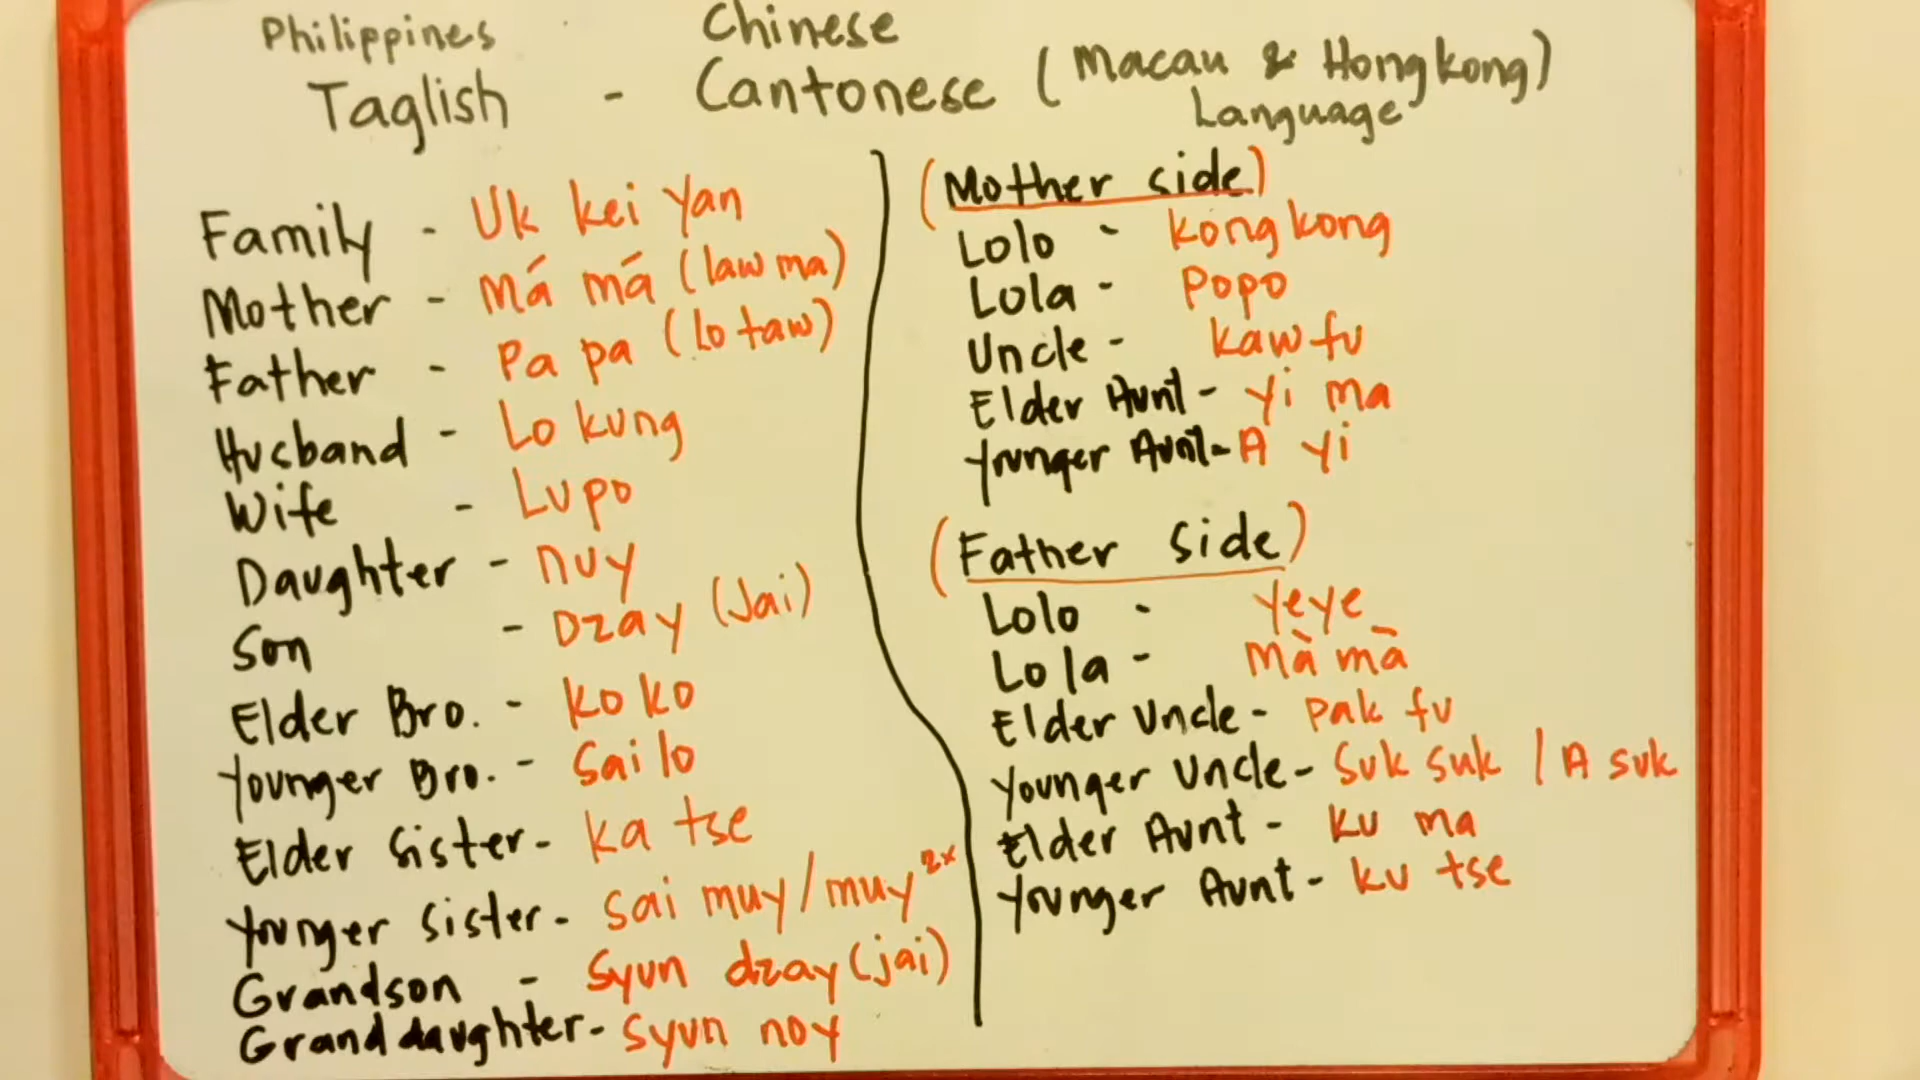 Philippines Chinese
Taglish - Cantonese (Macau & Hongkong)
Language
Family - Uk kei yan
Mother - Má má (law ma)
Father - Pa pa (Lo taw)
Husband - Lo kung
Wife - Lupo
Daughter - nuy
Son - Dzay (Jai)
Elder Bro. - Ko ko
Younger Bro. - Sai lo
Elder Sister - ka tse
Younger Sister - Sai muy / muy 2x
Grandson - Syun dzay (jai)
Granddaughter - Syun noy
(Mother side)
Lolo - Kong kong
Lola - Popo
Uncle - kaw fu
Elder Aunt - Yi ma
Younger Aunt - A Yi
(Father side)
Lolo - Yeye
Lola - Mà mā
Elder Uncle - pak fu
Younger Uncle - Suk suk / A suk
Elder Aunt - ku ma
Younger Aunt - ku tse